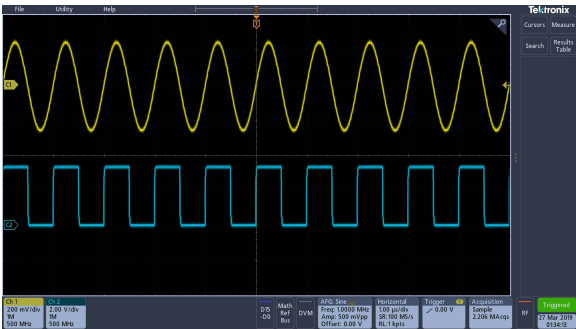 File Utility Help
Tektronix
Cursors Measure
Search Results Table
C1
C2
Ch 1
200 mV/div
1M
500 MHz
Ch 2
2.00 V/div
1M
500 MHz
D15
-D0
Math
Ref
Bus
DVM
AFG: Sine
Freq: 1.0000 MHz
Amp: 500 mVpp
Offset: 0.00 V
Horizontal
1.00 µs/div
SR: 100 MS/s
RL: 1 kpts
Trigger
0.00 V
Acquisition
Sample
2.206 MAcqs
RF
Triggered
27 Mar 2019
01:34:13